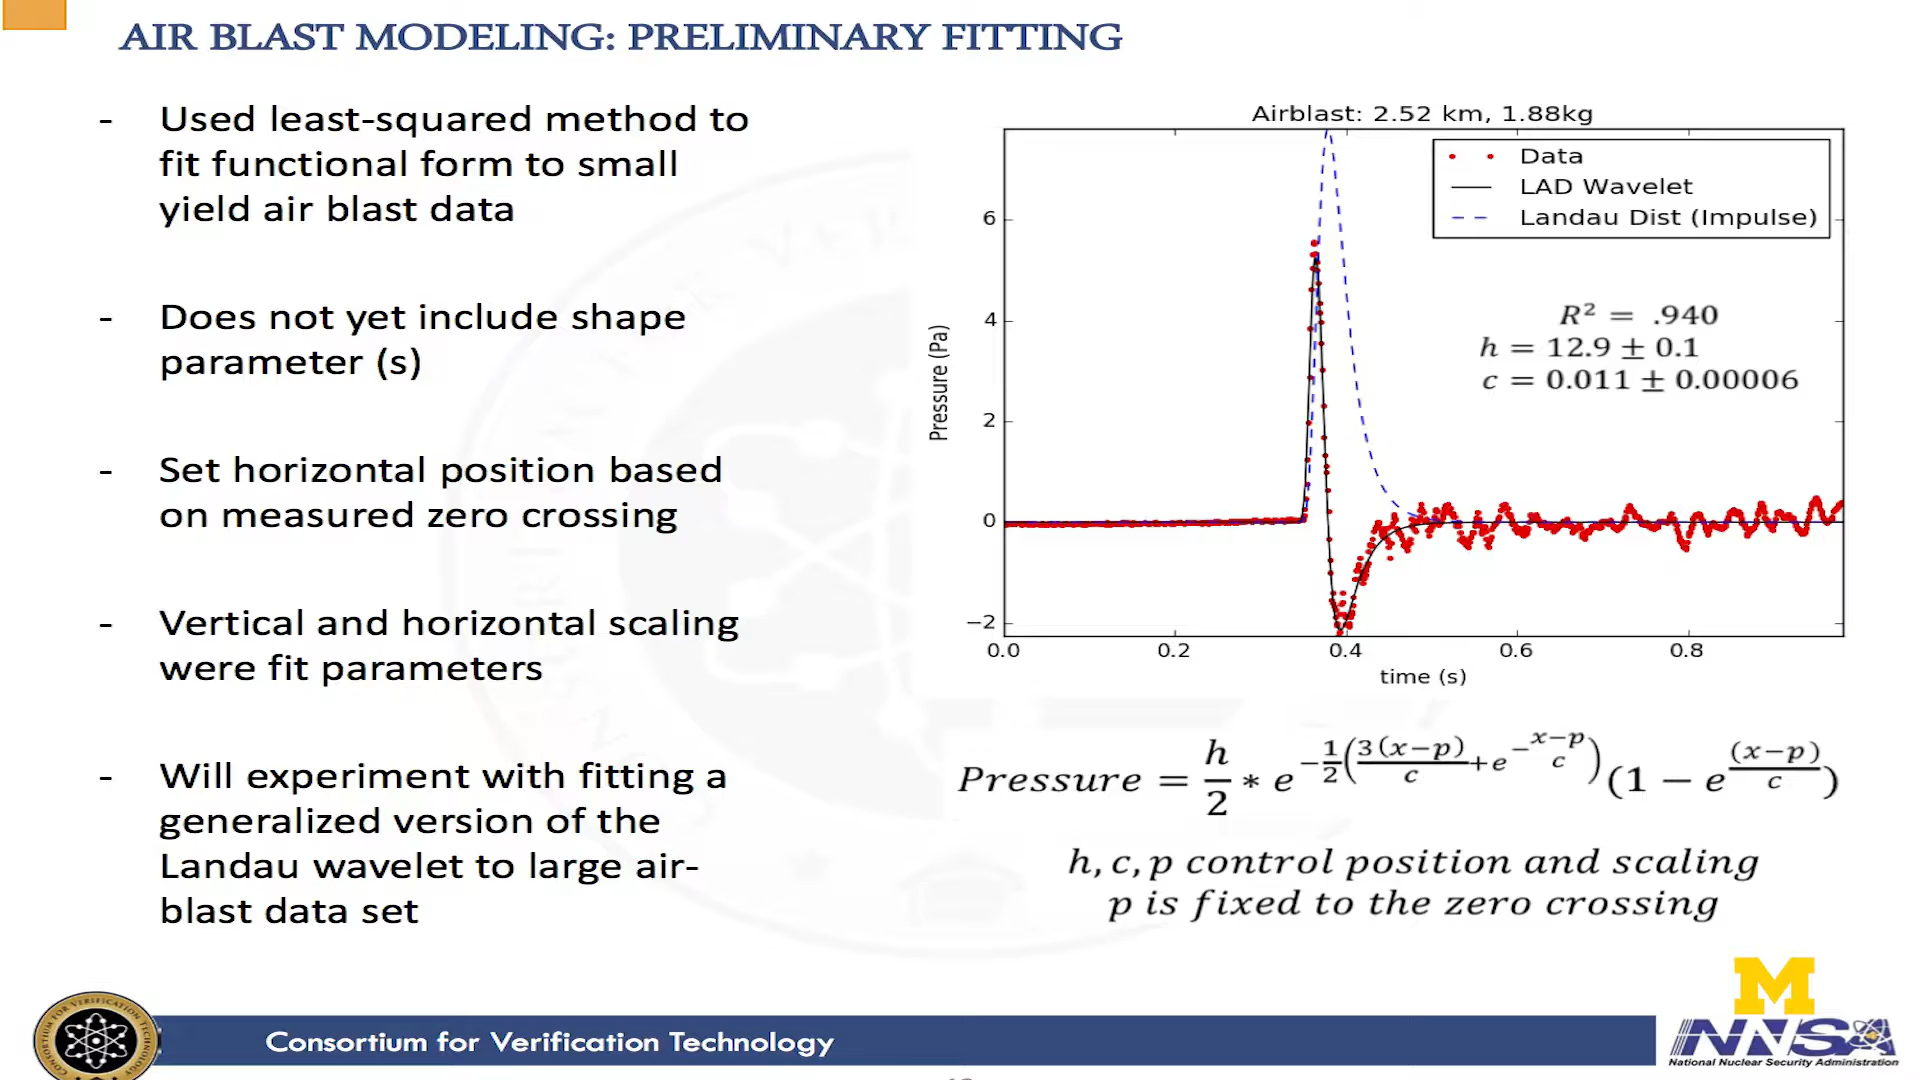 AIR BLAST MODELING: PRELIMINARY FITTING
- Used least-squared method to
fit functional form to small
yield air blast data
- Does not yet include shape
parameter (s)
- Set horizontal position based
on measured zero crossing
- Vertical and horizontal scaling
were fit parameters
- Will experiment with fitting a
generalized version of the
Landau wavelet to large air-
blast data set
Airblast: 2.52 km, 1.88kg
Data
LAD Wavelet
Landau Dist (Impulse)
R² = .940
h = 12.9 ± 0.1
c = 0.011 ± 0.00006
Pressure (Pa)
6
4
2
0
−2
0.0 0.2 0.4 0.6 0.8
time (s)
Pressure = h/2 * e^{−1/2(3(x−p)/c + e^{−(x−p)/c})}(1 − e^{(x−p)/c})
h, c, p control position and scaling
p is fixed to the zero crossing
Consortium for Verification Technology
M
NNSA
National Nuclear Security Administration